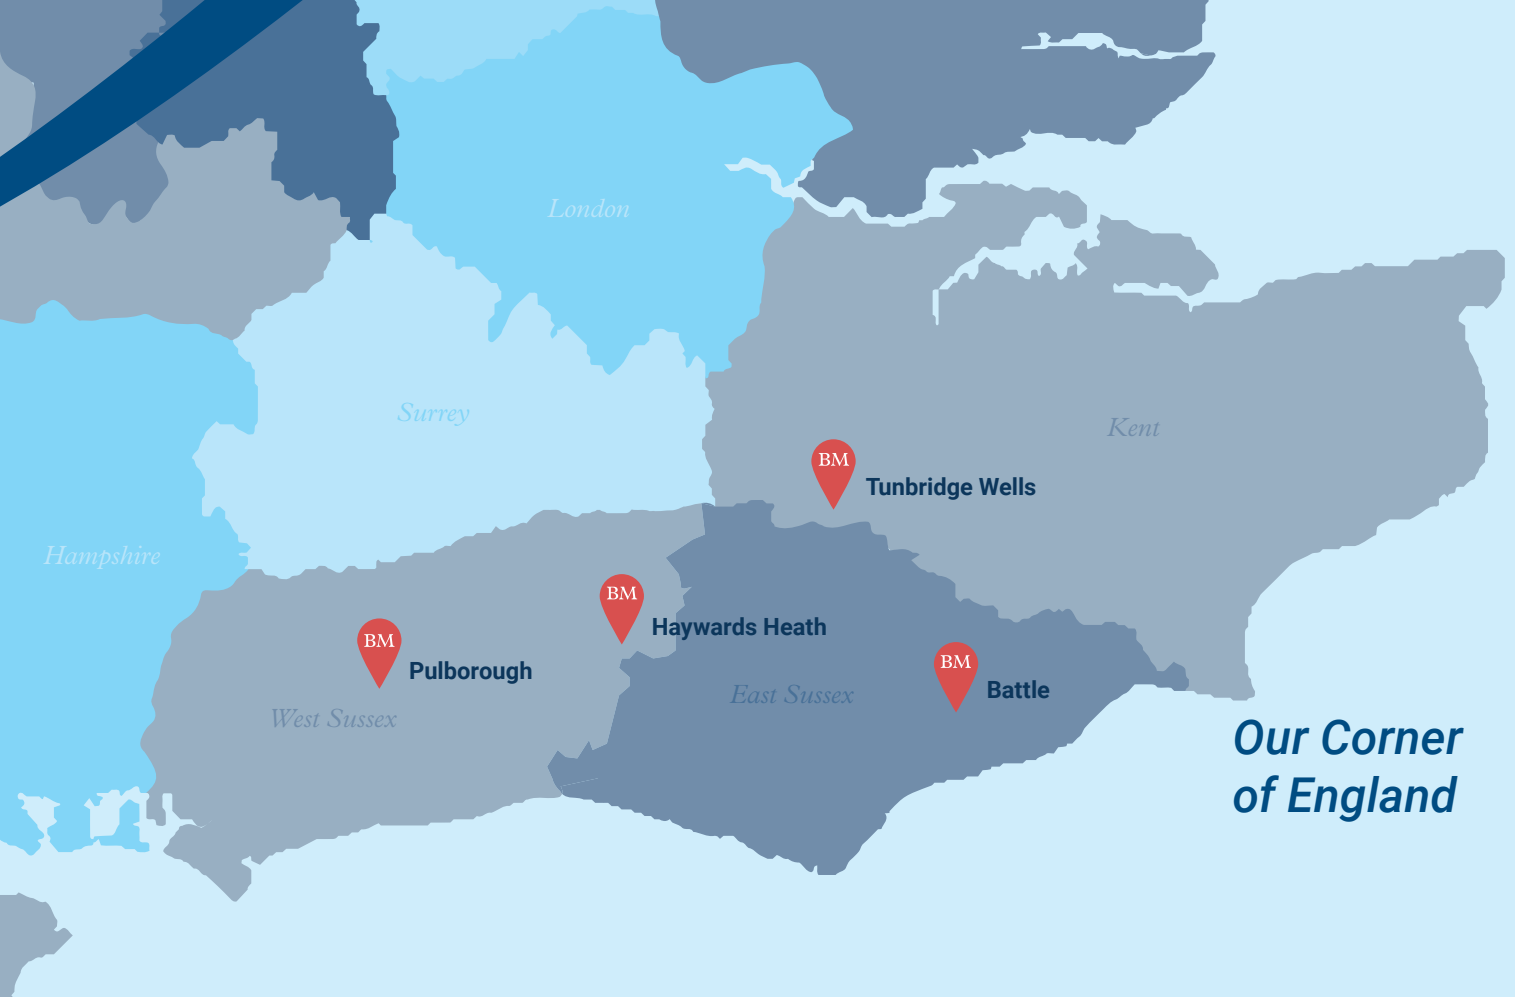 London
Surrey
Kent
BM
Tunbridge Wells
Hampshire
BM
Haywards Heath
BM
Pulborough
BM
Battle
East Sussex
West Sussex
Our Corner
of England